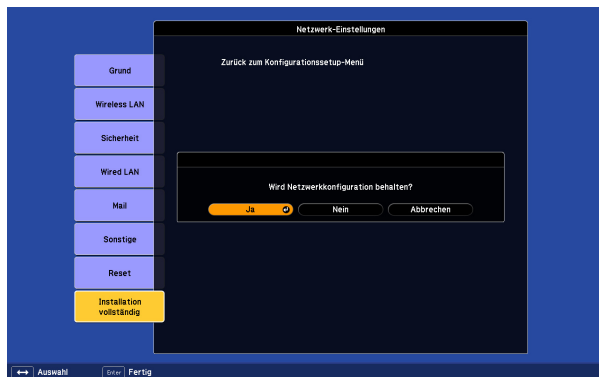 Netzwerk-Einstellungen
Zurück zum Konfigurationssetup-Menü
Grund
Wireless LAN
Sicherheit
Wired LAN
Mail
Sonstige
Reset
Installation
vollständig
Wird Netzwerkkonfiguration behalten?
Ja
Nein
Abbrechen
Auswahl
Enter Fertig